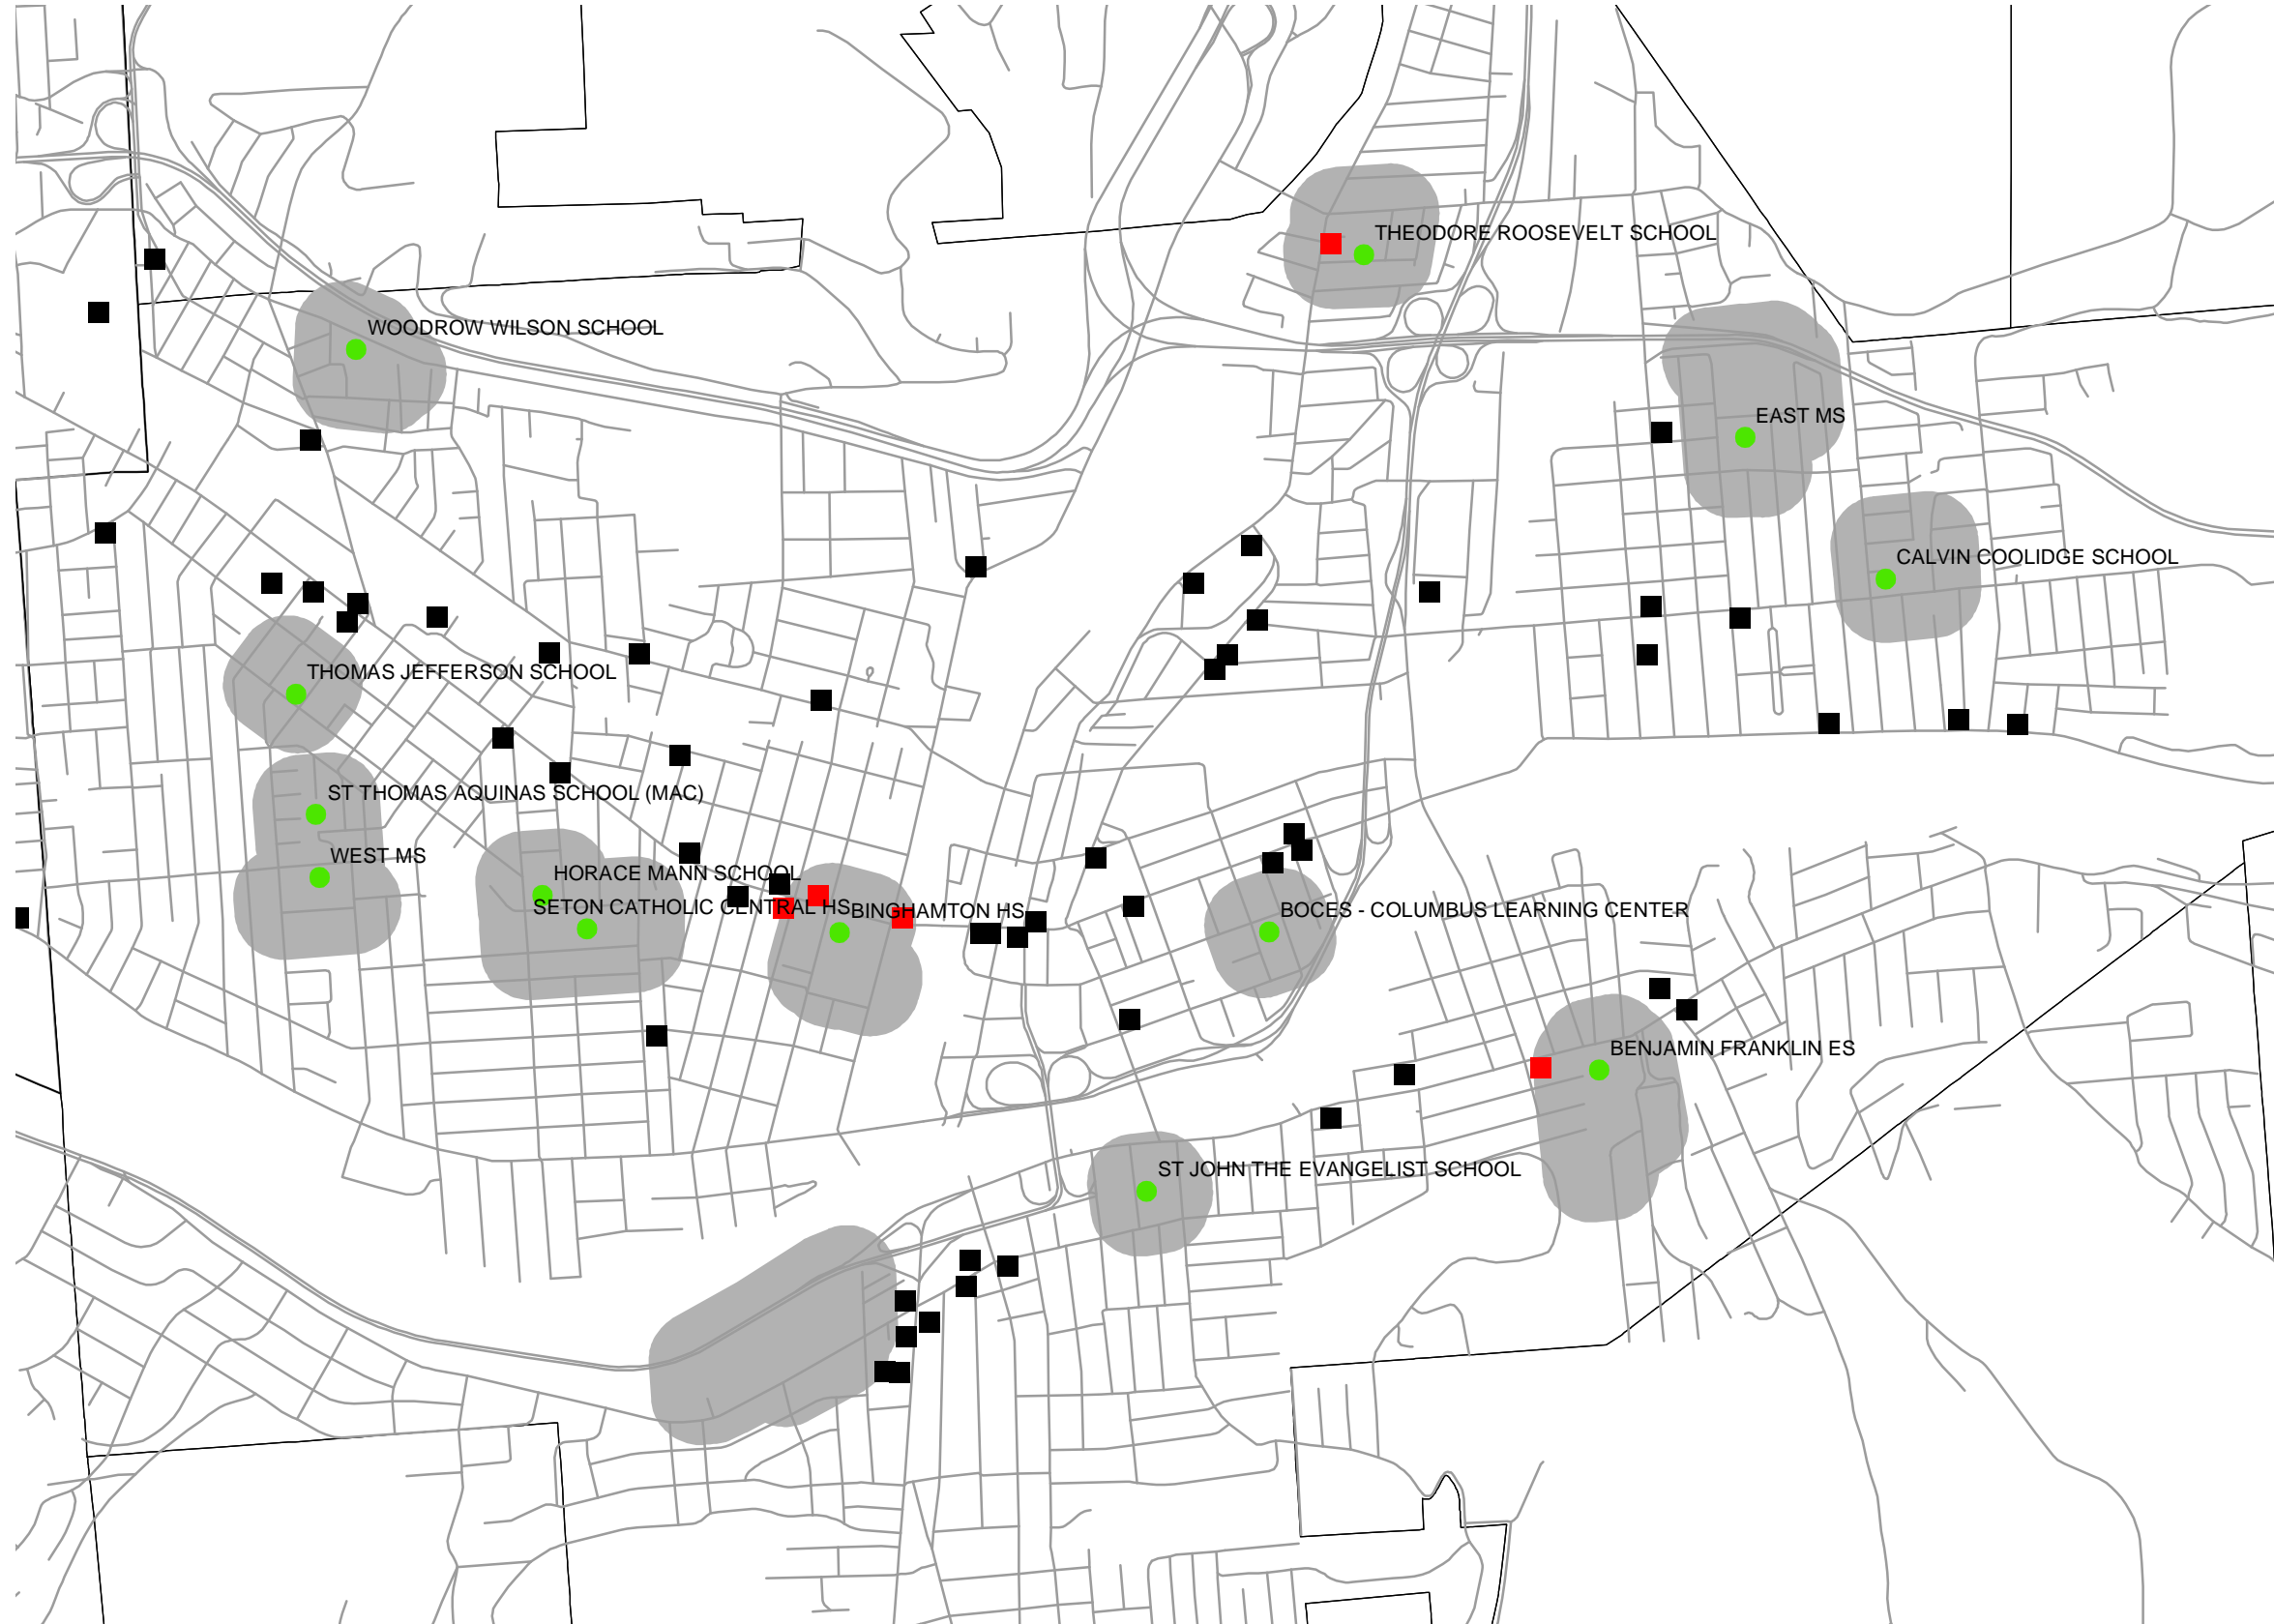 THEODORE ROOSEVELT SCHOOL
WOODROW WILSON SCHOOL
EAST MS
CALVIN COOLIDGE SCHOOL
THOMAS JEFFERSON SCHOOL
ST THOMAS AQUINAS SCHOOL (MAC)
WEST MS
HORACE MANN SCHOOL
SETON CATHOLIC CENTRAL HS
BINGHAMTON HS
BOCES - COLUMBUS LEARNING CENTER
BENJAMIN FRANKLIN ES
ST JOHN THE EVANGELIST SCHOOL